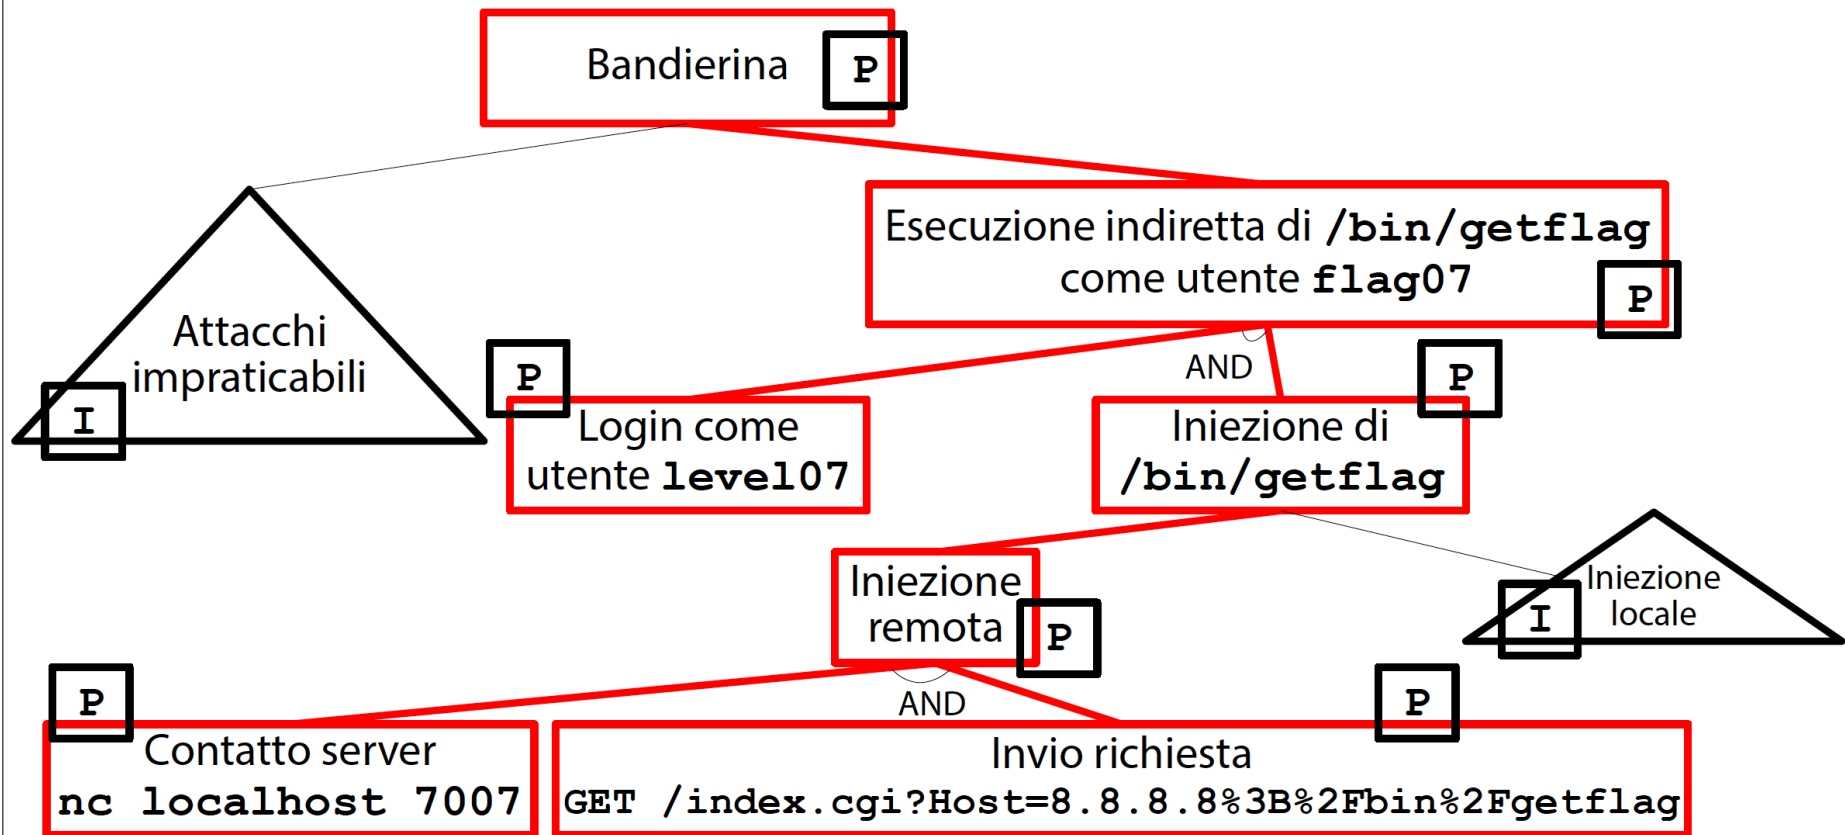 Bandierina
P
Esecuzione indiretta di /bin/getflag
come utente flag07
P
Attacchi
impraticabili
I
P
AND
P
Login come
utente level07
Iniezione di
/bin/getflag
Iniezione
remota
P
Iniezione
locale
I
P
AND
P
Contatto server
nc localhost 7007
Invio richiesta
GET /index.cgi?Host=8.8.8.8%3B%2Fbin%2Fgetflag